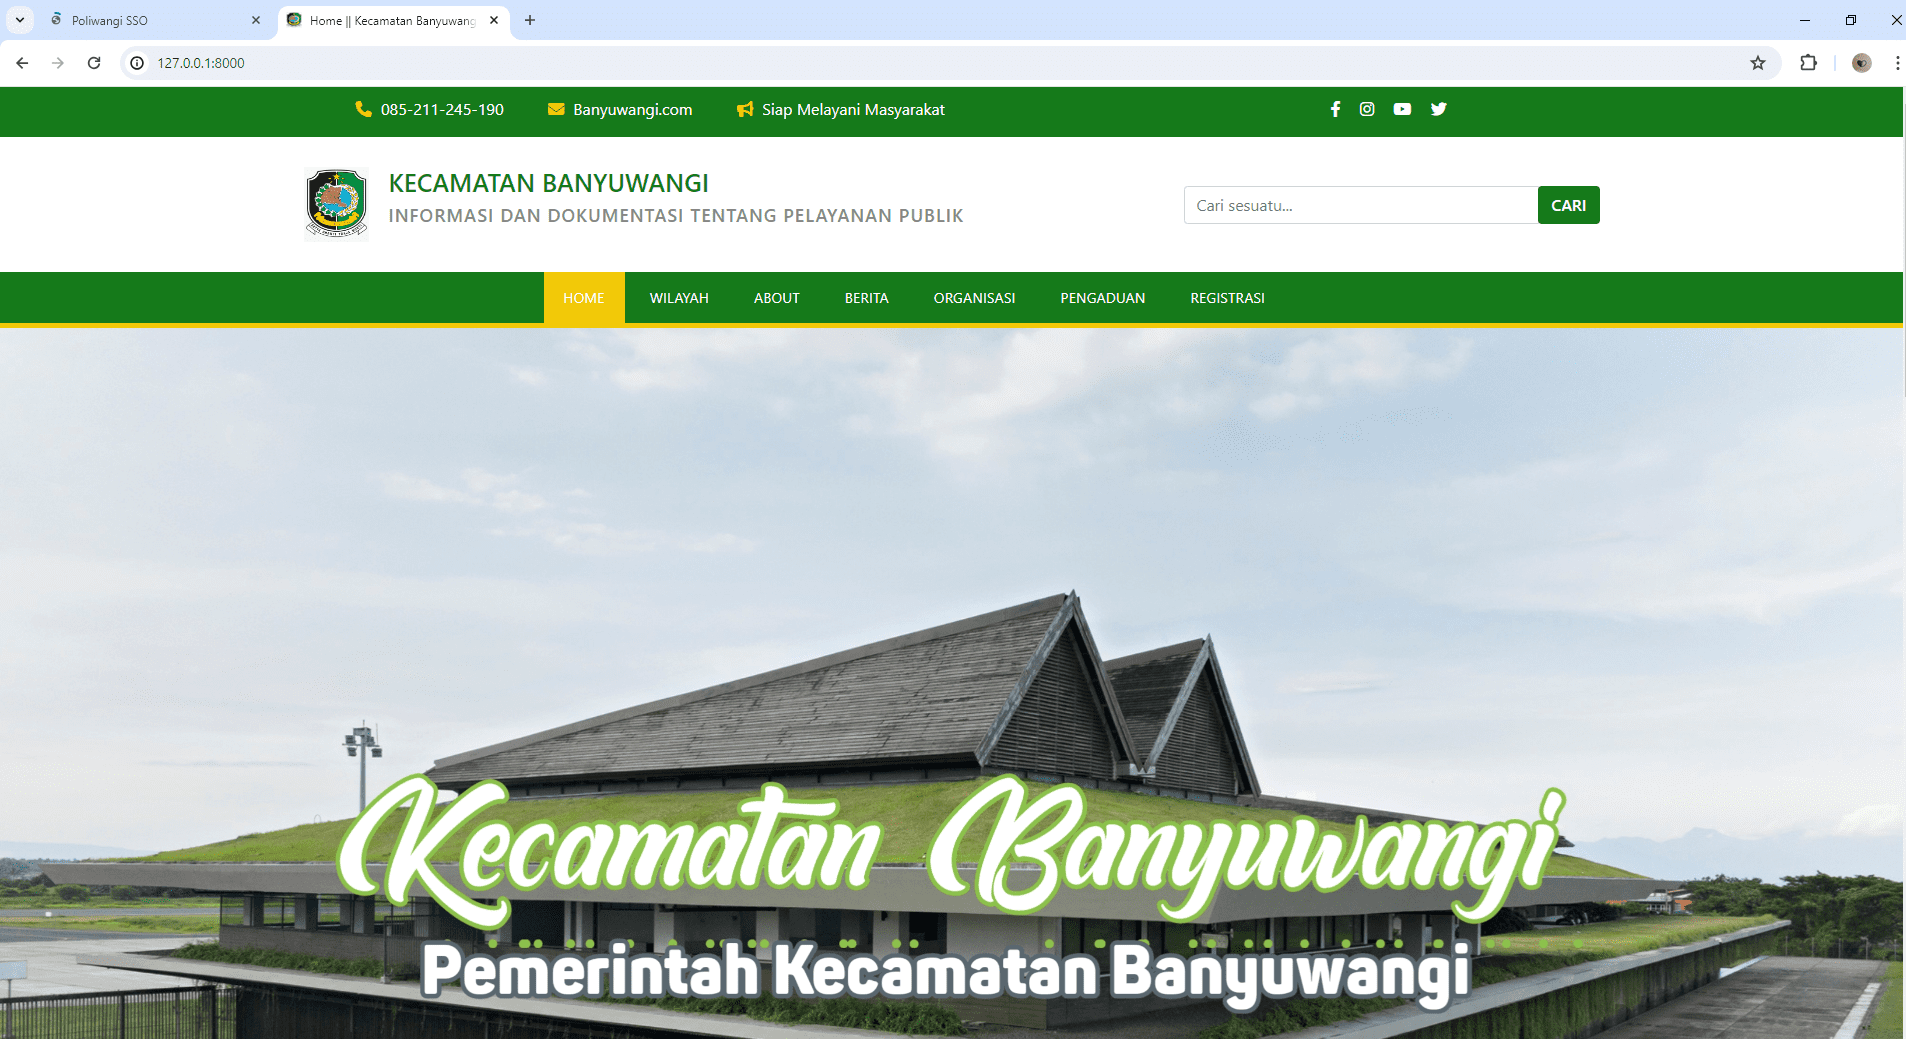 Poliwangi SSO
Home || Kecamatan Banyuwang
127.0.0.1:8000
085-211-245-190 Banyuwangi.com Siap Melayani Masyarakat
KECAMATAN BANYUWANGI
INFORMASI DAN DOKUMENTASI TENTANG PELAYANAN PUBLIK
Cari sesuatu... CARI
HOME WILAYAH ABOUT BERITA ORGANISASI PENGADUAN REGISTRASI
Kecamatan Banyuwangi
Pemerintah Kecamatan Banyuwangi